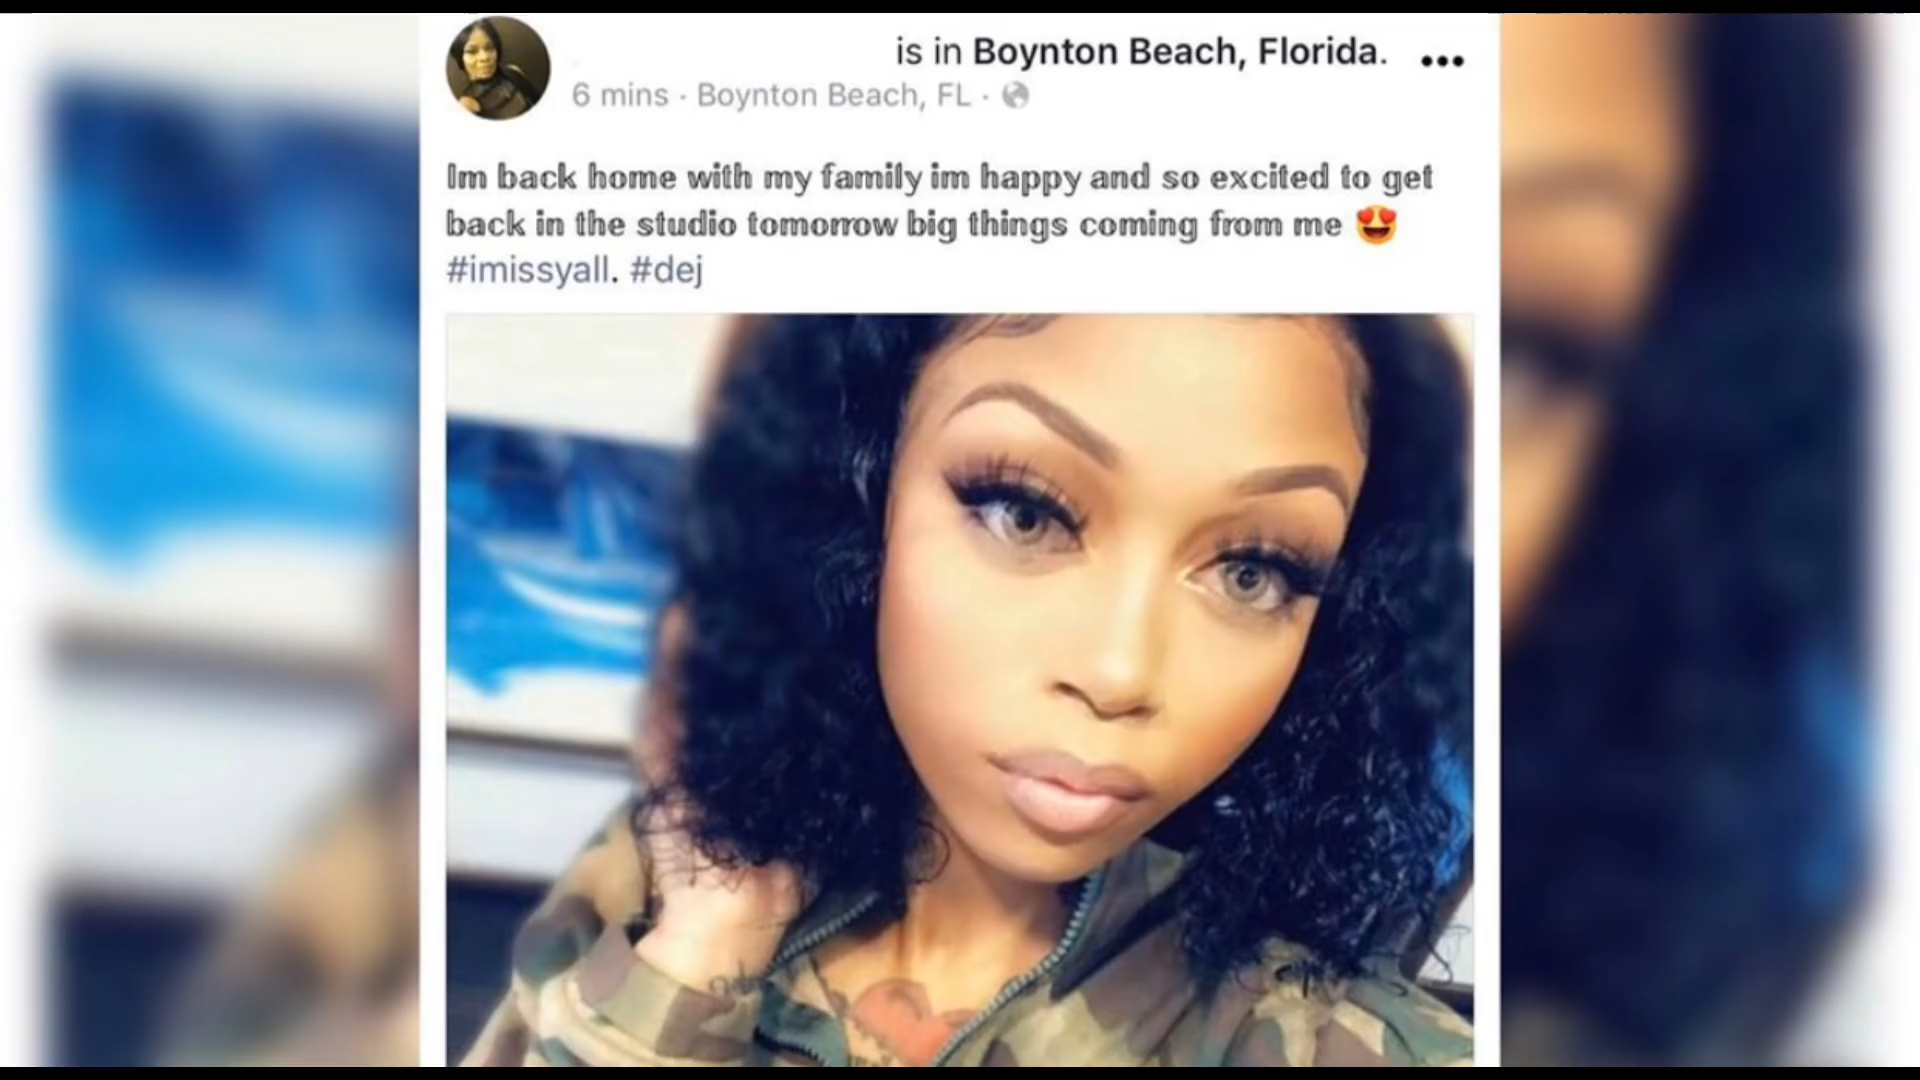 is in Boynton Beach, Florida. •••
6 mins · Boynton Beach, FL ·
Im back home with my family im happy and so excited to get
back in the studio tomorrow big things coming from me 😍
#imissyall. #dej